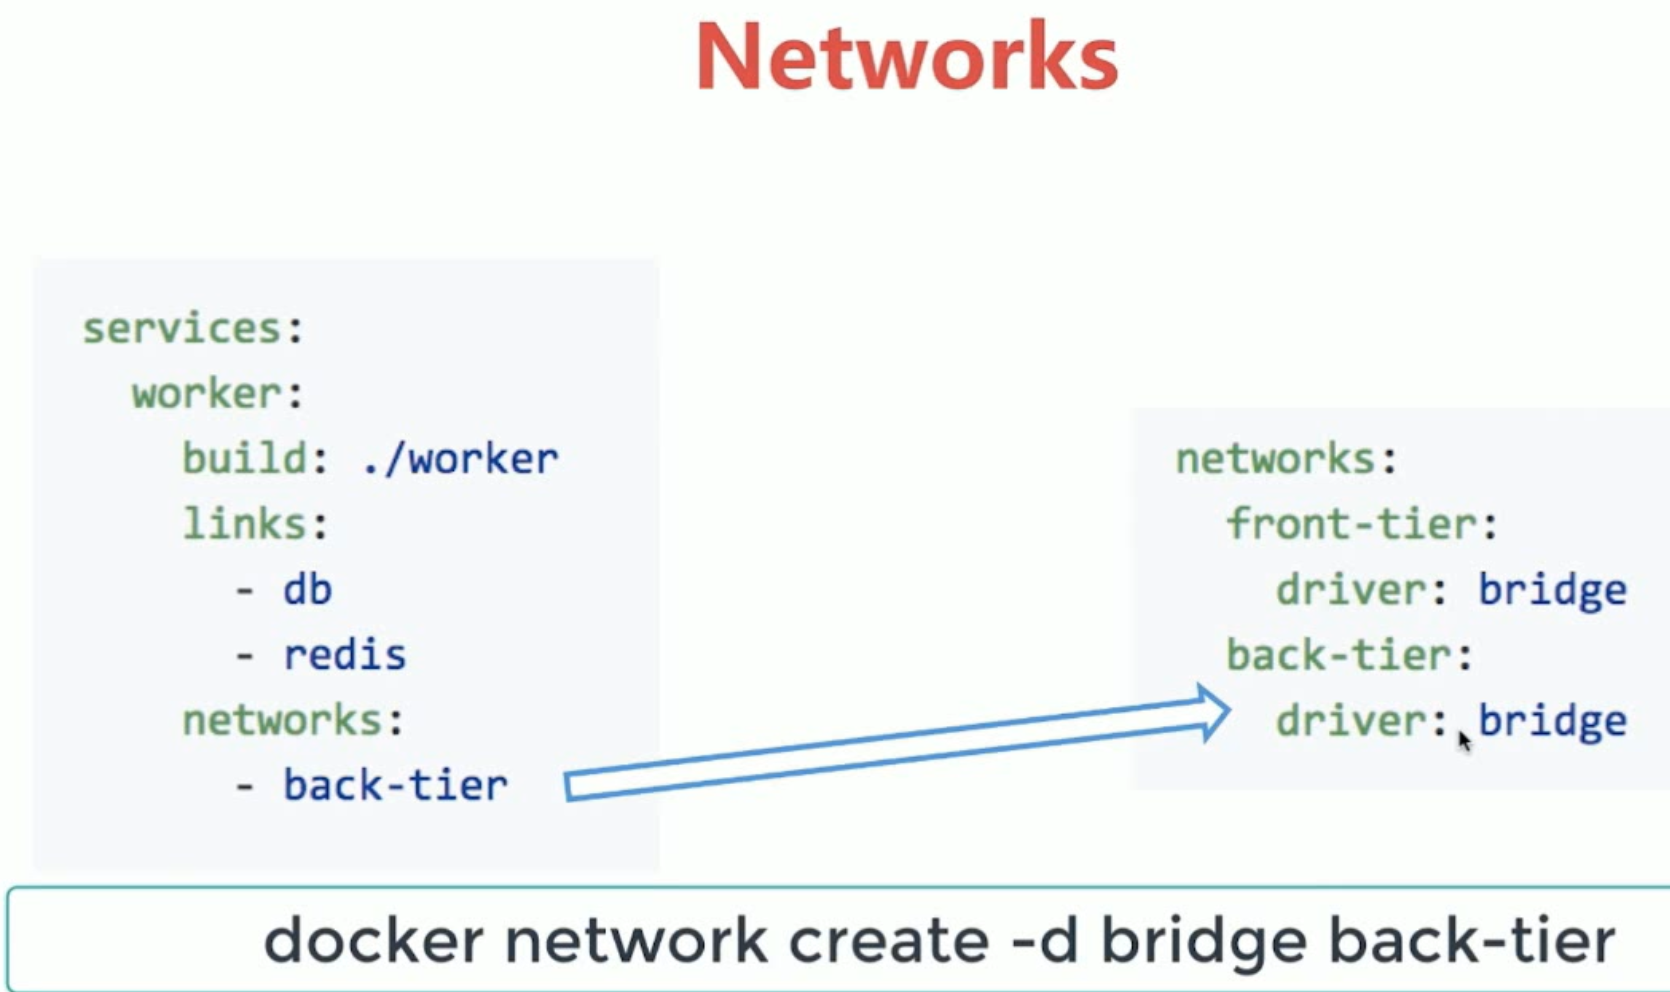 Networks
services:
worker:
build: ./worker
links:
- db
- redis
networks:
- back-tier
networks:
front-tier:
driver: bridge
back-tier:
driver: bridge
docker network create -d bridge back-tier